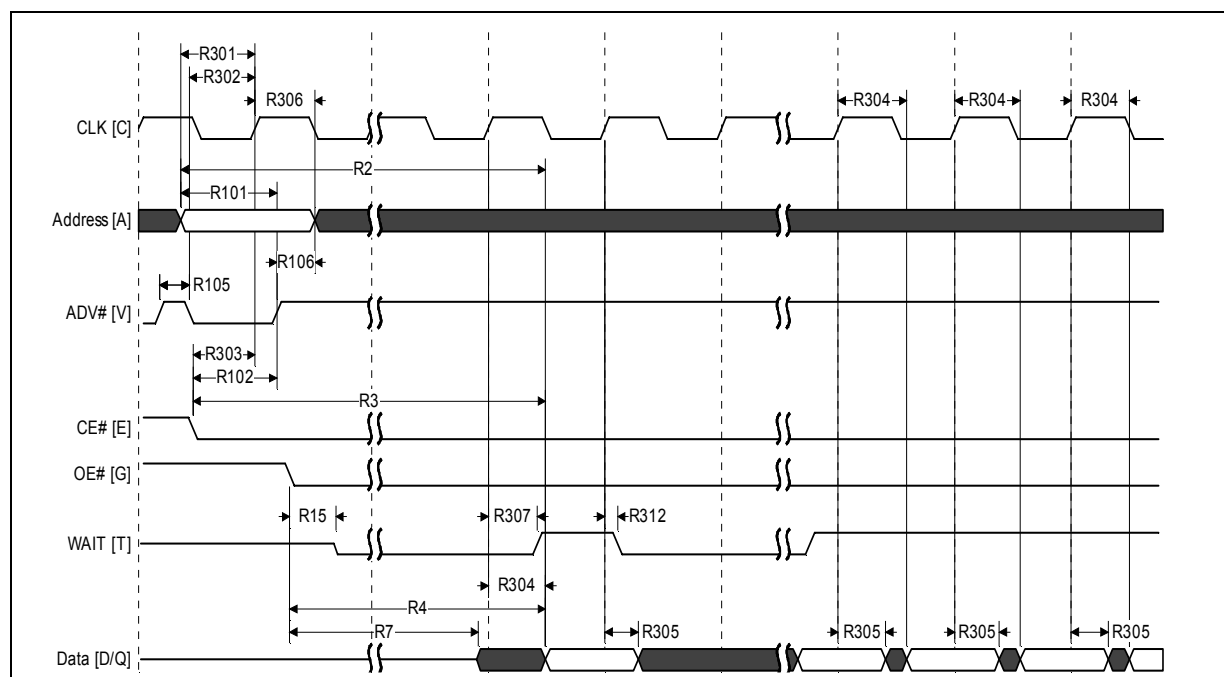 R301
R302
R306
R304 R304 R304
CLK [C]
R2
R101
Address [A]
R106
R105
ADV# [V]
R303
R102
R3
CE# [E]
OE# [G]
R15 R307 R312
WAIT [T]
R304
R4
R7 R305 R305 R305 R305
Data [D/Q]